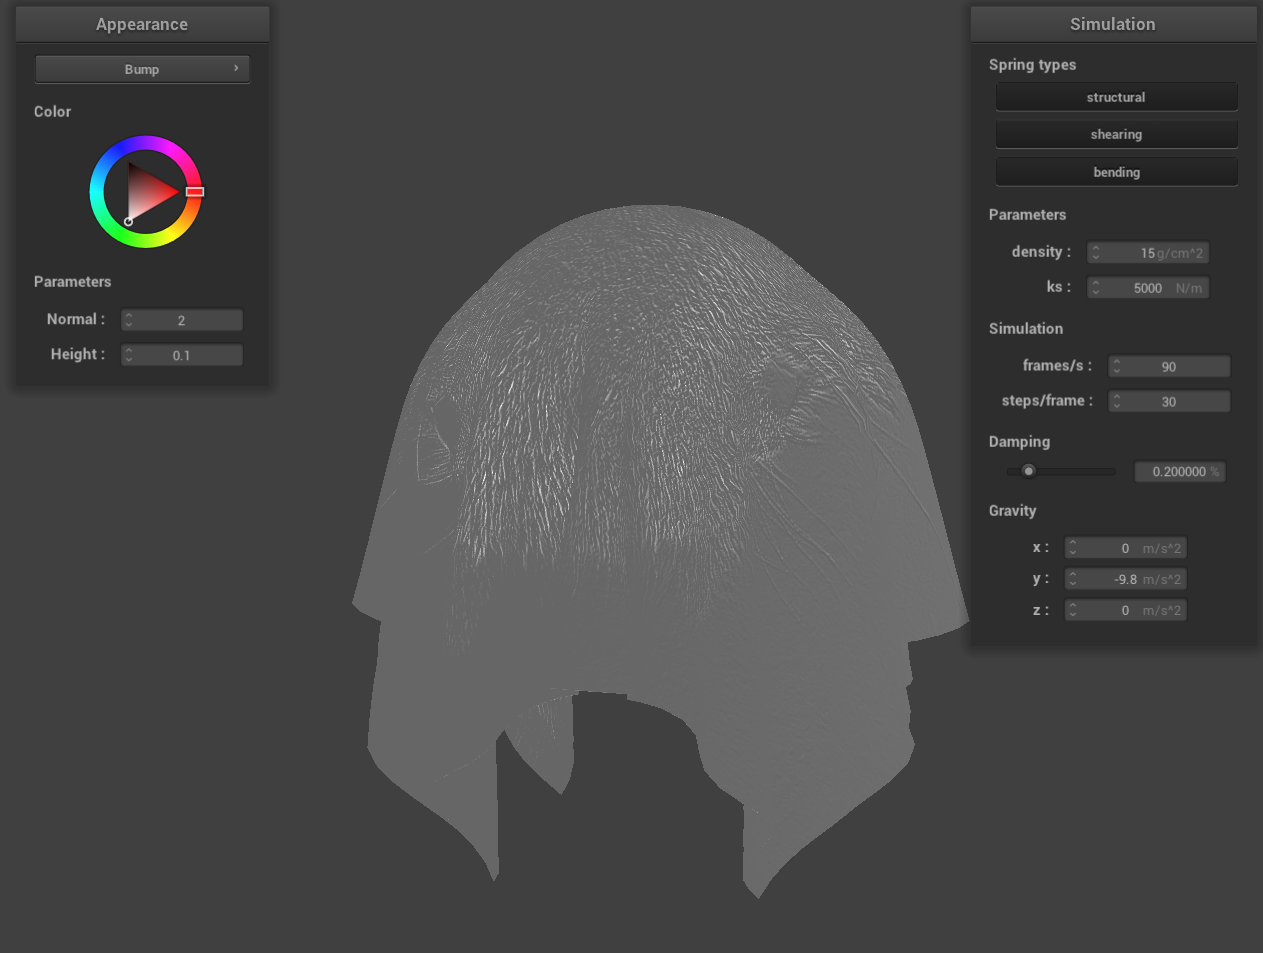 Appearance
Bump
Color
Parameters
Normal : 2
Height : 0.1
Simulation
Spring types
structural
shearing
bending
Parameters
density : 15 g/cm^2
ks : 5000 N/m
Simulation
frames/s : 90
steps/frame : 30
Damping
0.200000 %
Gravity
x : 0 m/s^2
y : -9.8 m/s^2
z : 0 m/s^2